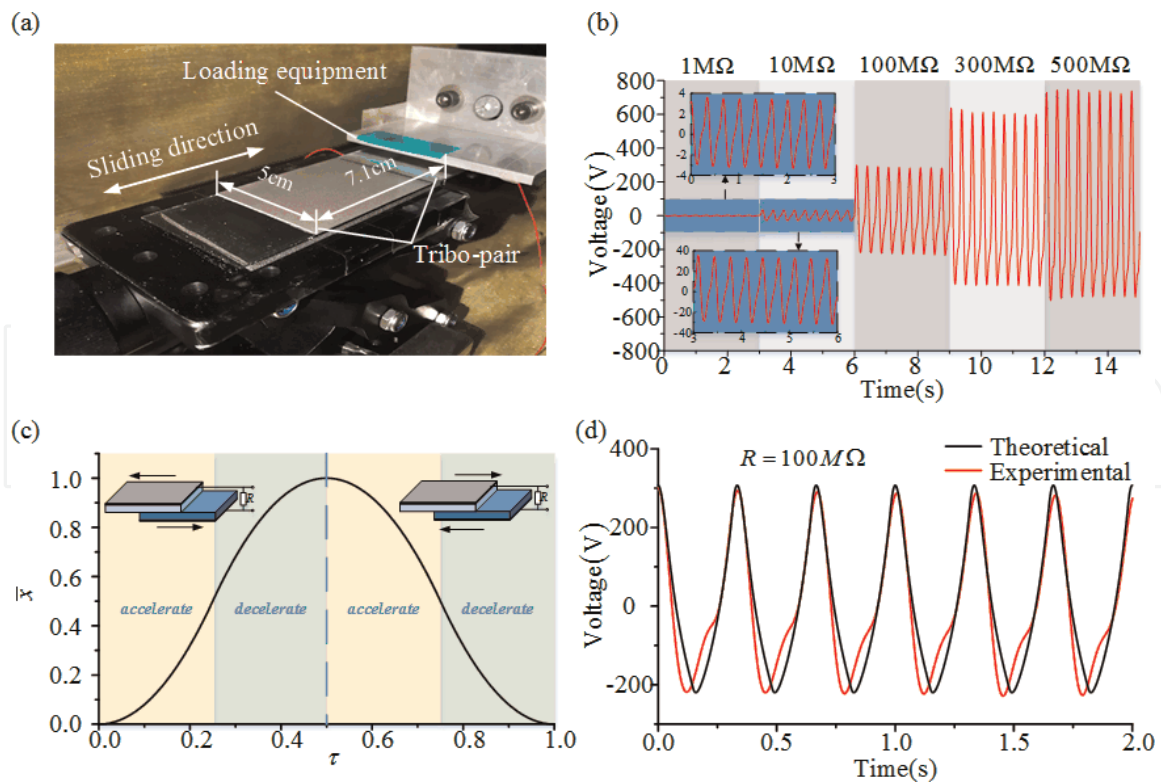 (a)
Loading equipment
Sliding direction
5cm
7.1cm
Tribo-pair
(b)
1MΩ 10MΩ 100MΩ 300MΩ 500MΩ
Voltage(V)
800
600
400
200
0
-200
-400
-600
-800
4
2
0
-2
-4
0 1 2 3
40
20
0
-20
-40
3 4 5 6
0 2 4 6 8 10 12 14
Time(s)
(c)
x̄
1.0
0.8
0.6
0.4
0.2
0.0
R
R
accelerate decelerate accelerate decelerate
0.0 0.2 0.4 0.6 0.8 1.0
τ
(d)
R = 100MΩ
Theoretical
Experimental
Voltage(V)
400
200
0
-200
0.0 0.5 1.0 1.5 2.0
Time(s)